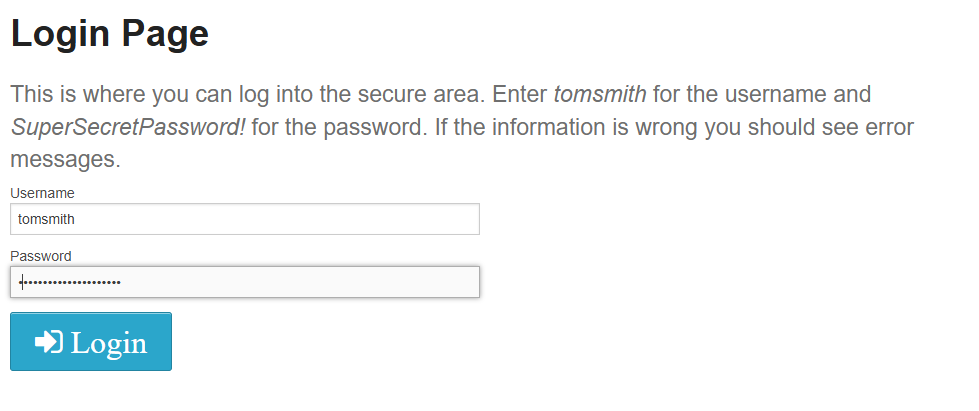 Login Page
This is where you can log into the secure area. Enter tomsmith for the username and
SuperSecretPassword! for the password. If the information is wrong you should see error
messages.
Username
tomsmith
Password
••••••••••••••••••••
Login